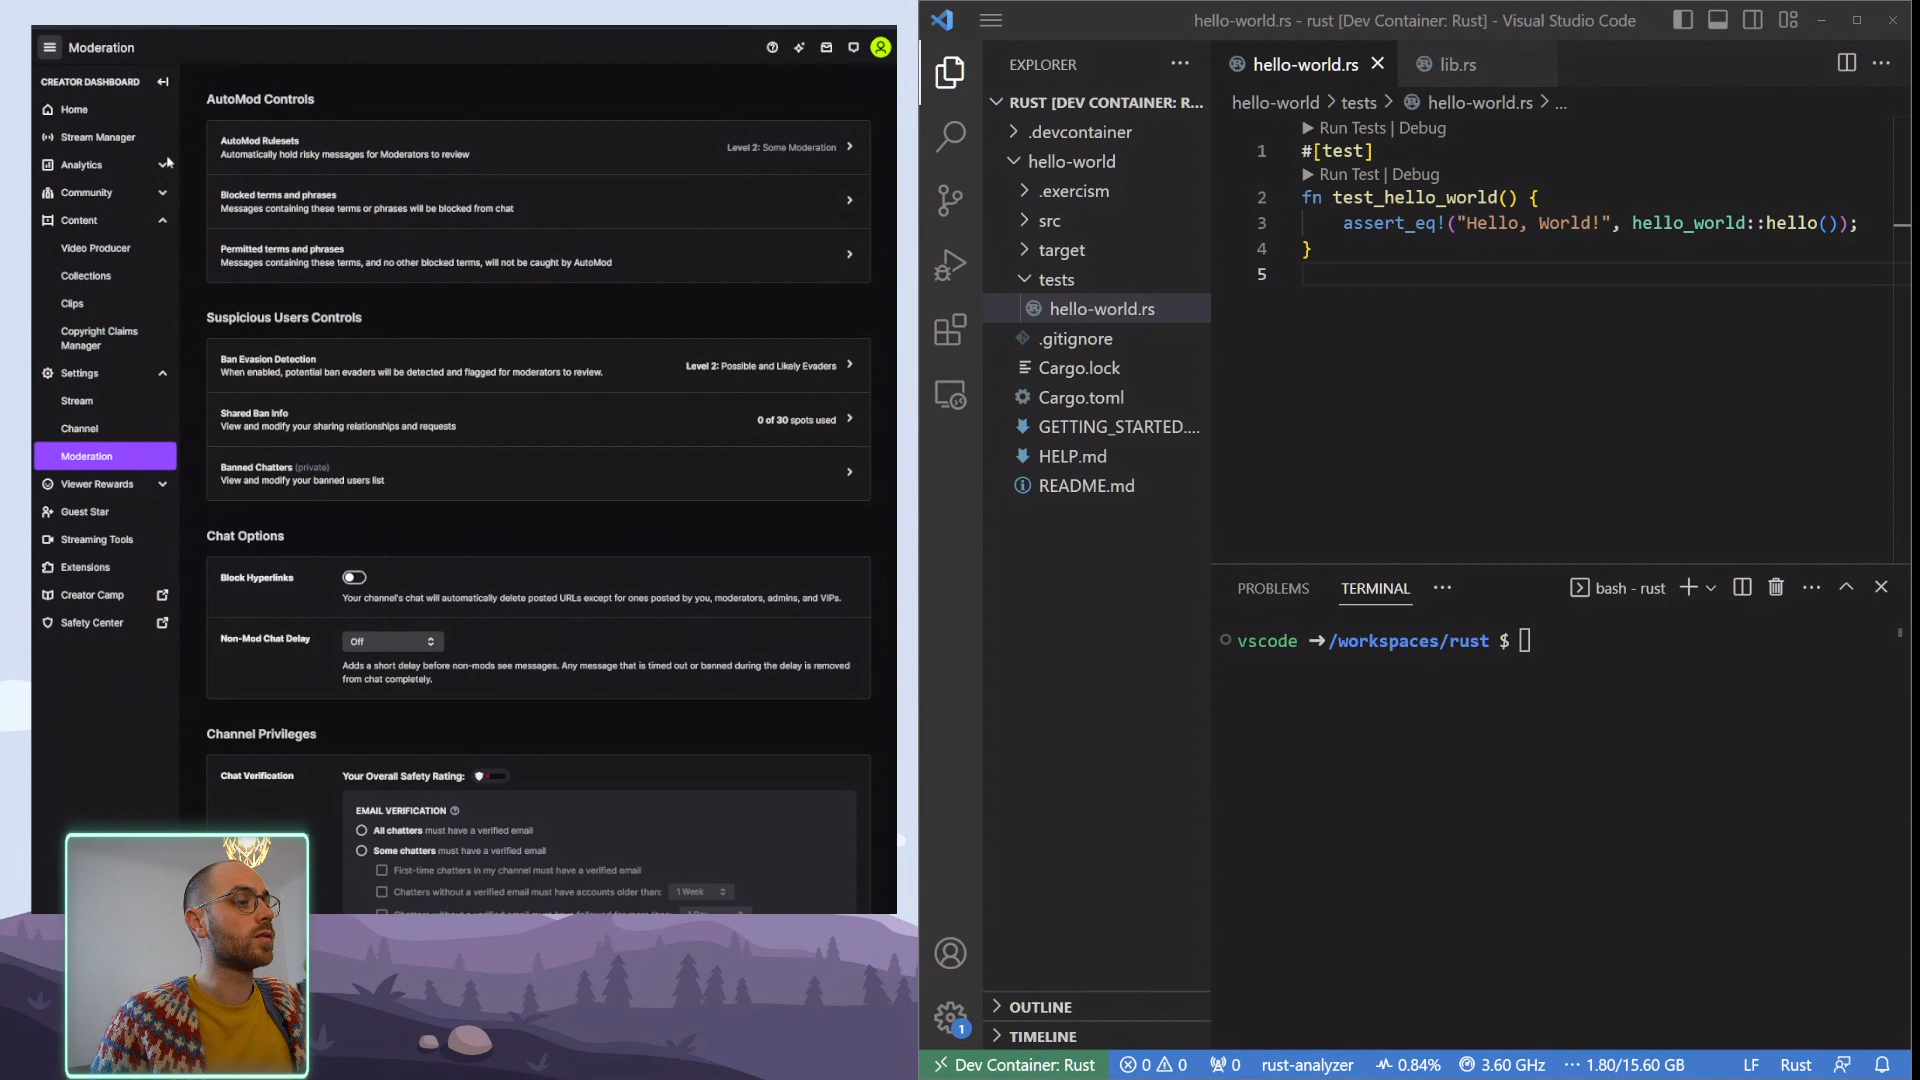 Moderation
CREATOR DASHBOARD
Home
Stream Manager
Analytics
Community
Content
Video Producer
Collections
Clips
Copyright Claims
Manager
Settings
Stream
Channel
Moderation
Viewer Rewards
Guest Star
Streaming Tools
Extensions
Creator Camp
Safety Center
AutoMod Controls
AutoMod Rulesets
Automatically hold risky messages for Moderators to review
Level 2: Some Moderation
Blocked terms and phrases
Messages containing these terms or phrases will be blocked from chat
Permitted terms and phrases
Messages containing these terms, and no other blocked terms, will not be caught by AutoMod
Suspicious Users Controls
Ban Evasion Detection
When enabled, potential ban evaders will be detected and flagged for moderators to review.
Level 2: Possible and Likely Evaders
Shared Ban Info
View and modify your sharing relationships and requests
0 of 30 spots used
Banned Chatters (private)
View and modify your banned users list
Chat Options
Block Hyperlinks
Your channel's chat will automatically delete posted URLs except for ones posted by you, moderators, admins, and VIPs.
Non-Mod Chat Delay
Off
Adds a short delay before non-mods see messages. Any message that is timed out or banned during the delay is removed
from chat completely.
Channel Privileges
Chat Verification
Your Overall Safety Rating:
EMAIL VERIFICATION
All chatters must have a verified email
Some chatters must have a verified email
First-time chatters in my channel must have a verified email
Chatters without a verified email must have accounts older than: 1 Week
hello-world.rs - rust [Dev Container: Rust] - Visual Studio Code
EXPLORER
RUST [DEV CONTAINER: R...
.devcontainer
hello-world
.exercism
src
target
tests
hello-world.rs
.gitignore
Cargo.lock
Cargo.toml
GETTING_STARTED....
HELP.md
README.md
OUTLINE
TIMELINE
hello-world.rs
lib.rs
hello-world > tests > hello-world.rs > ...
Run Tests | Debug
1 #[test]
Run Test | Debug
2 fn test_hello_world() {
3 assert_eq!("Hello, World!", hello_world::hello());
4 }
5
PROBLEMS TERMINAL ... bash - rust
vscode → /workspaces/rust $
1
Dev Container: Rust 0 0 0 rust-analyzer 0.84% 3.60 GHz 1.80/15.60 GB LF Rust